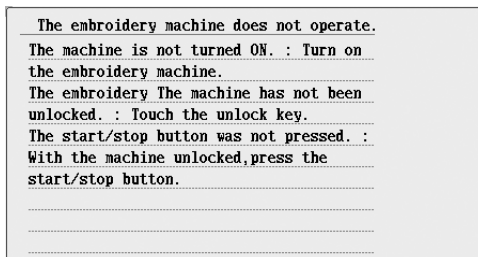 The embroidery machine does not operate.
The machine is not turned ON. : Turn on
the embroidery machine.
The embroidery The machine has not been
unlocked. : Touch the unlock key.
The start/stop button was not pressed. :
With the machine unlocked,press the
start/stop button.